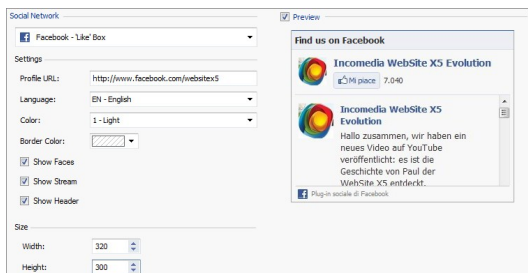 Social Network
Facebook - 'Like' Box
Settings
Profile URL: http://www.facebook.com/websitex5
Language: EN - English
Color: 1 - Light
Border Color:
Show Faces
Show Stream
Show Header
Size
Width: 320
Height: 300
Preview
Find us on Facebook
Incomedia WebSite X5 Evolution
Mi piace 7.040
Incomedia WebSite X5
Evolution
Hallo zusammen, wir haben ein
neues Video auf YouTube
veröffentlicht: es ist die
Geschichte von Paul der
WebSite X5 entdeckt.
Plug-in sociale di Facebook